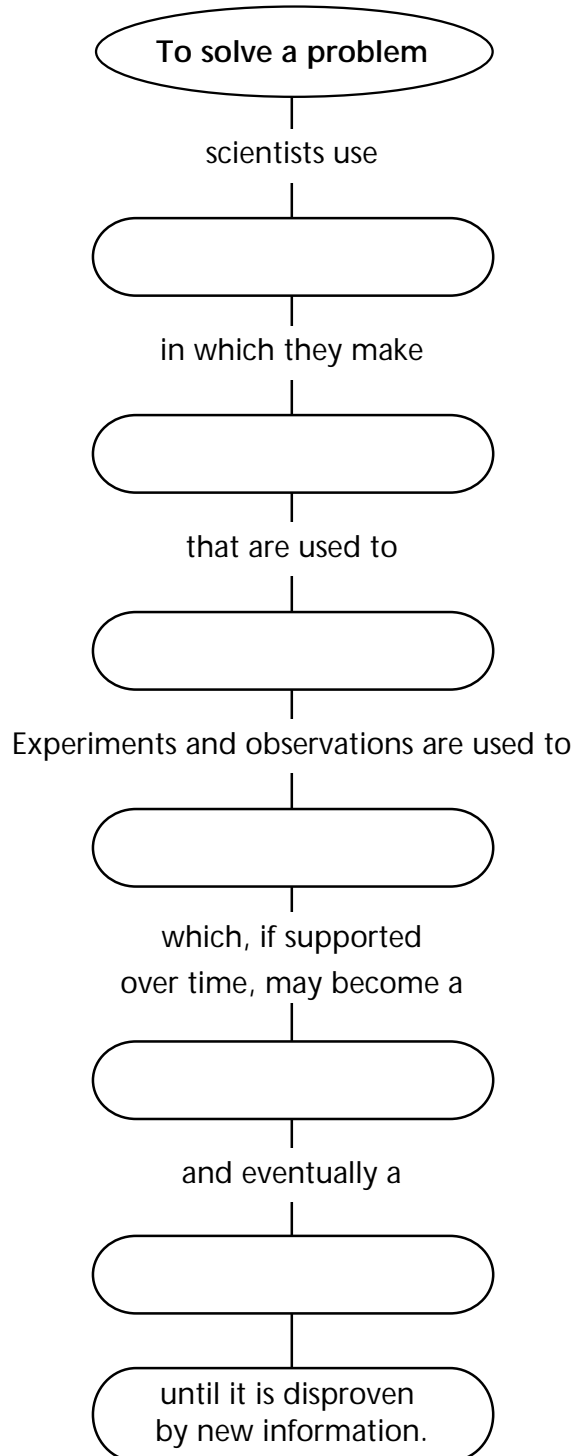 To solve a problem
scientists use
in which they make
that are used to
Experiments and observations are used to
which, if supported
over time, may become a
and eventually a
until it is disproven
by new information.